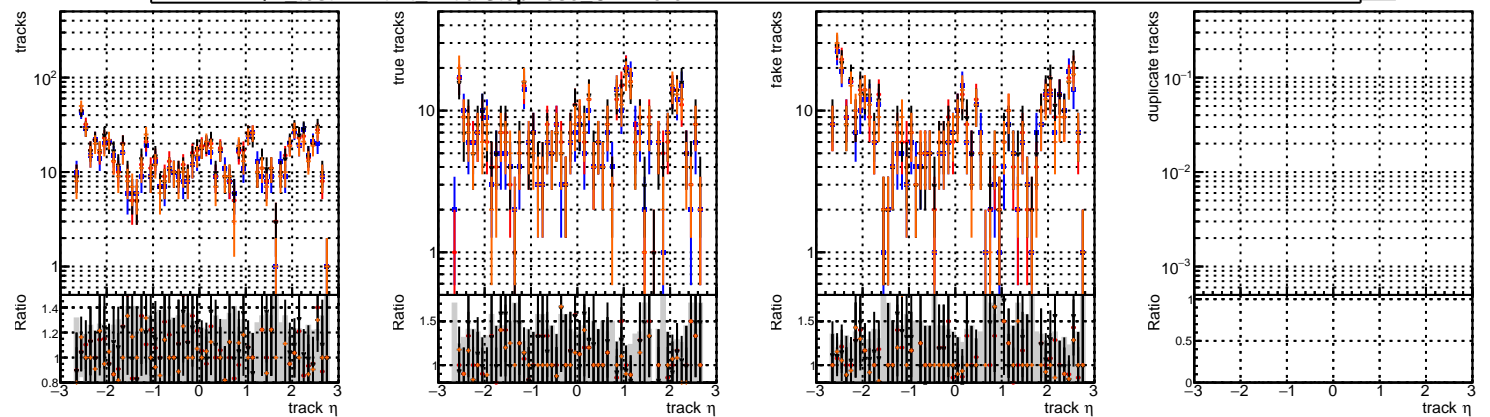 tracks
10²
10
1
Ratio
1.4
1.2
1
0.8
−3 −2 −1 0 1 2 3
track η
true tracks
10
1
Ratio
1.5
1
−3 −2 −1 0 1 2 3
track η
fake tracks
10
1
Ratio
1.5
1
−3 −2 −1 0 1 2 3
track η
duplicate tracks
10⁻¹
10⁻²
10⁻³
Ratio
1
0.5
0
−3 −2 −1 0 1 2 3
track η